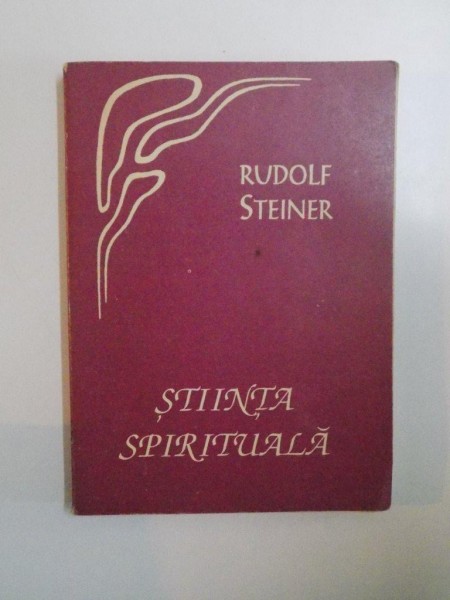 RUDOLF
STEINER
ȘTIINȚA
SPIRITUALĂ